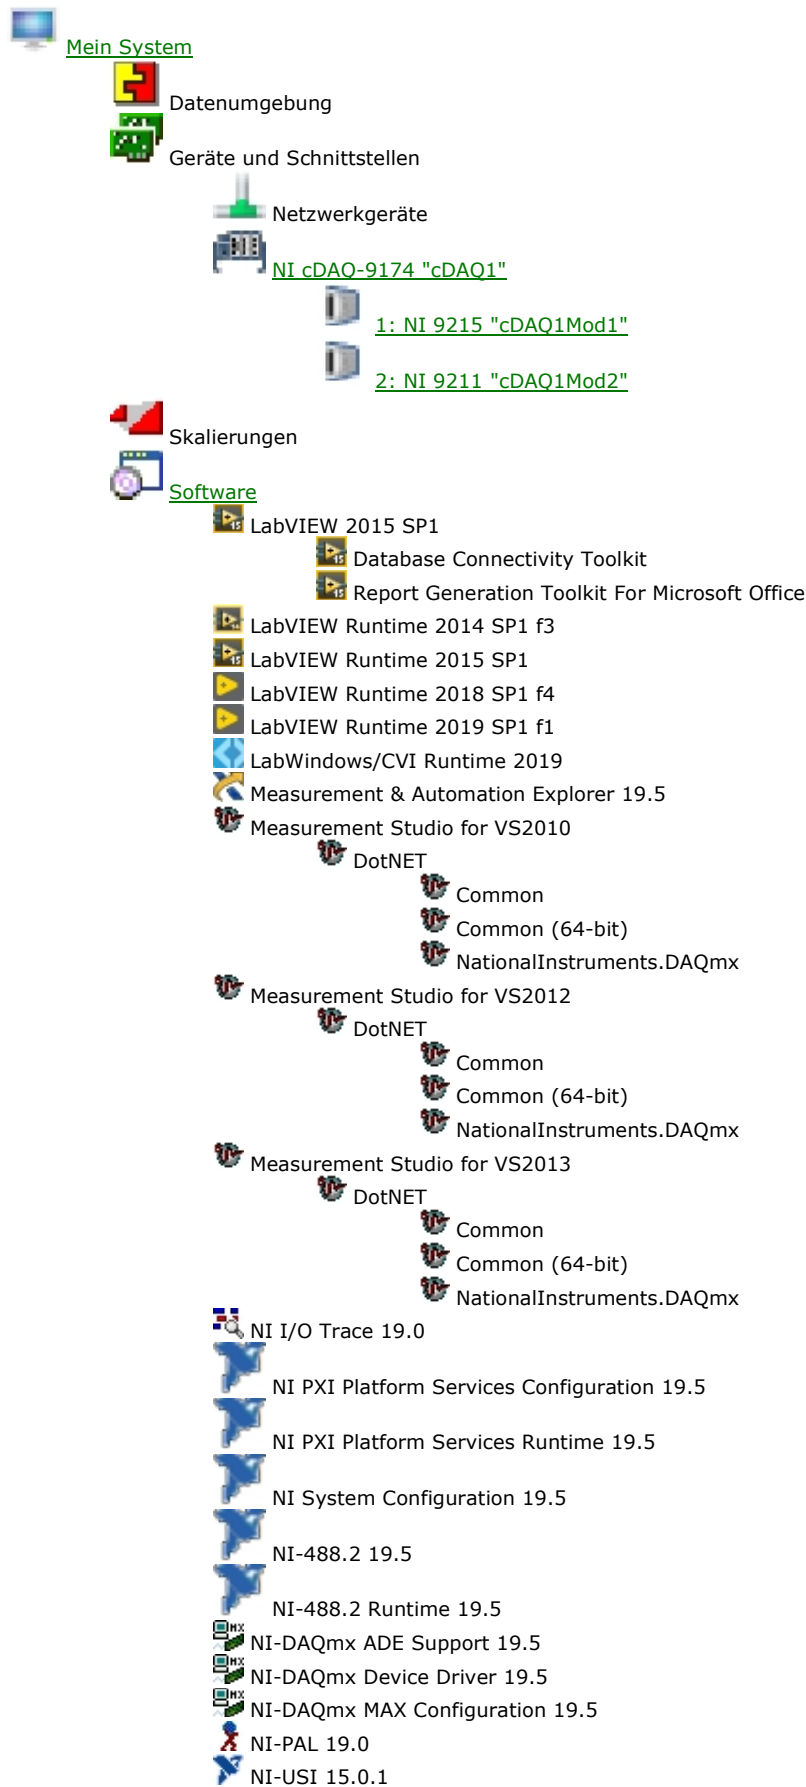 Mein System
Datenumgebung
Geräte und Schnittstellen
Netzwerkgeräte
NI cDAQ-9174 "cDAQ1"
1: NI 9215 "cDAQ1Mod1"
2: NI 9211 "cDAQ1Mod2"
Skalierungen
Software
LabVIEW 2015 SP1
Database Connectivity Toolkit
Report Generation Toolkit For Microsoft Office
LabVIEW Runtime 2014 SP1 f3
LabVIEW Runtime 2015 SP1
LabVIEW Runtime 2018 SP1 f4
LabVIEW Runtime 2019 SP1 f1
LabWindows/CVI Runtime 2019
Measurement & Automation Explorer 19.5
Measurement Studio for VS2010
DotNET
Common
Common (64-bit)
NationalInstruments.DAQmx
Measurement Studio for VS2012
DotNET
Common
Common (64-bit)
NationalInstruments.DAQmx
Measurement Studio for VS2013
DotNET
Common
Common (64-bit)
NationalInstruments.DAQmx
NI I/O Trace 19.0
NI PXI Platform Services Configuration 19.5
NI PXI Platform Services Runtime 19.5
NI System Configuration 19.5
NI-488.2 19.5
NI-488.2 Runtime 19.5
NI-DAQmx ADE Support 19.5
NI-DAQmx Device Driver 19.5
NI-DAQmx MAX Configuration 19.5
NI-PAL 19.0
NI-USI 15.0.1